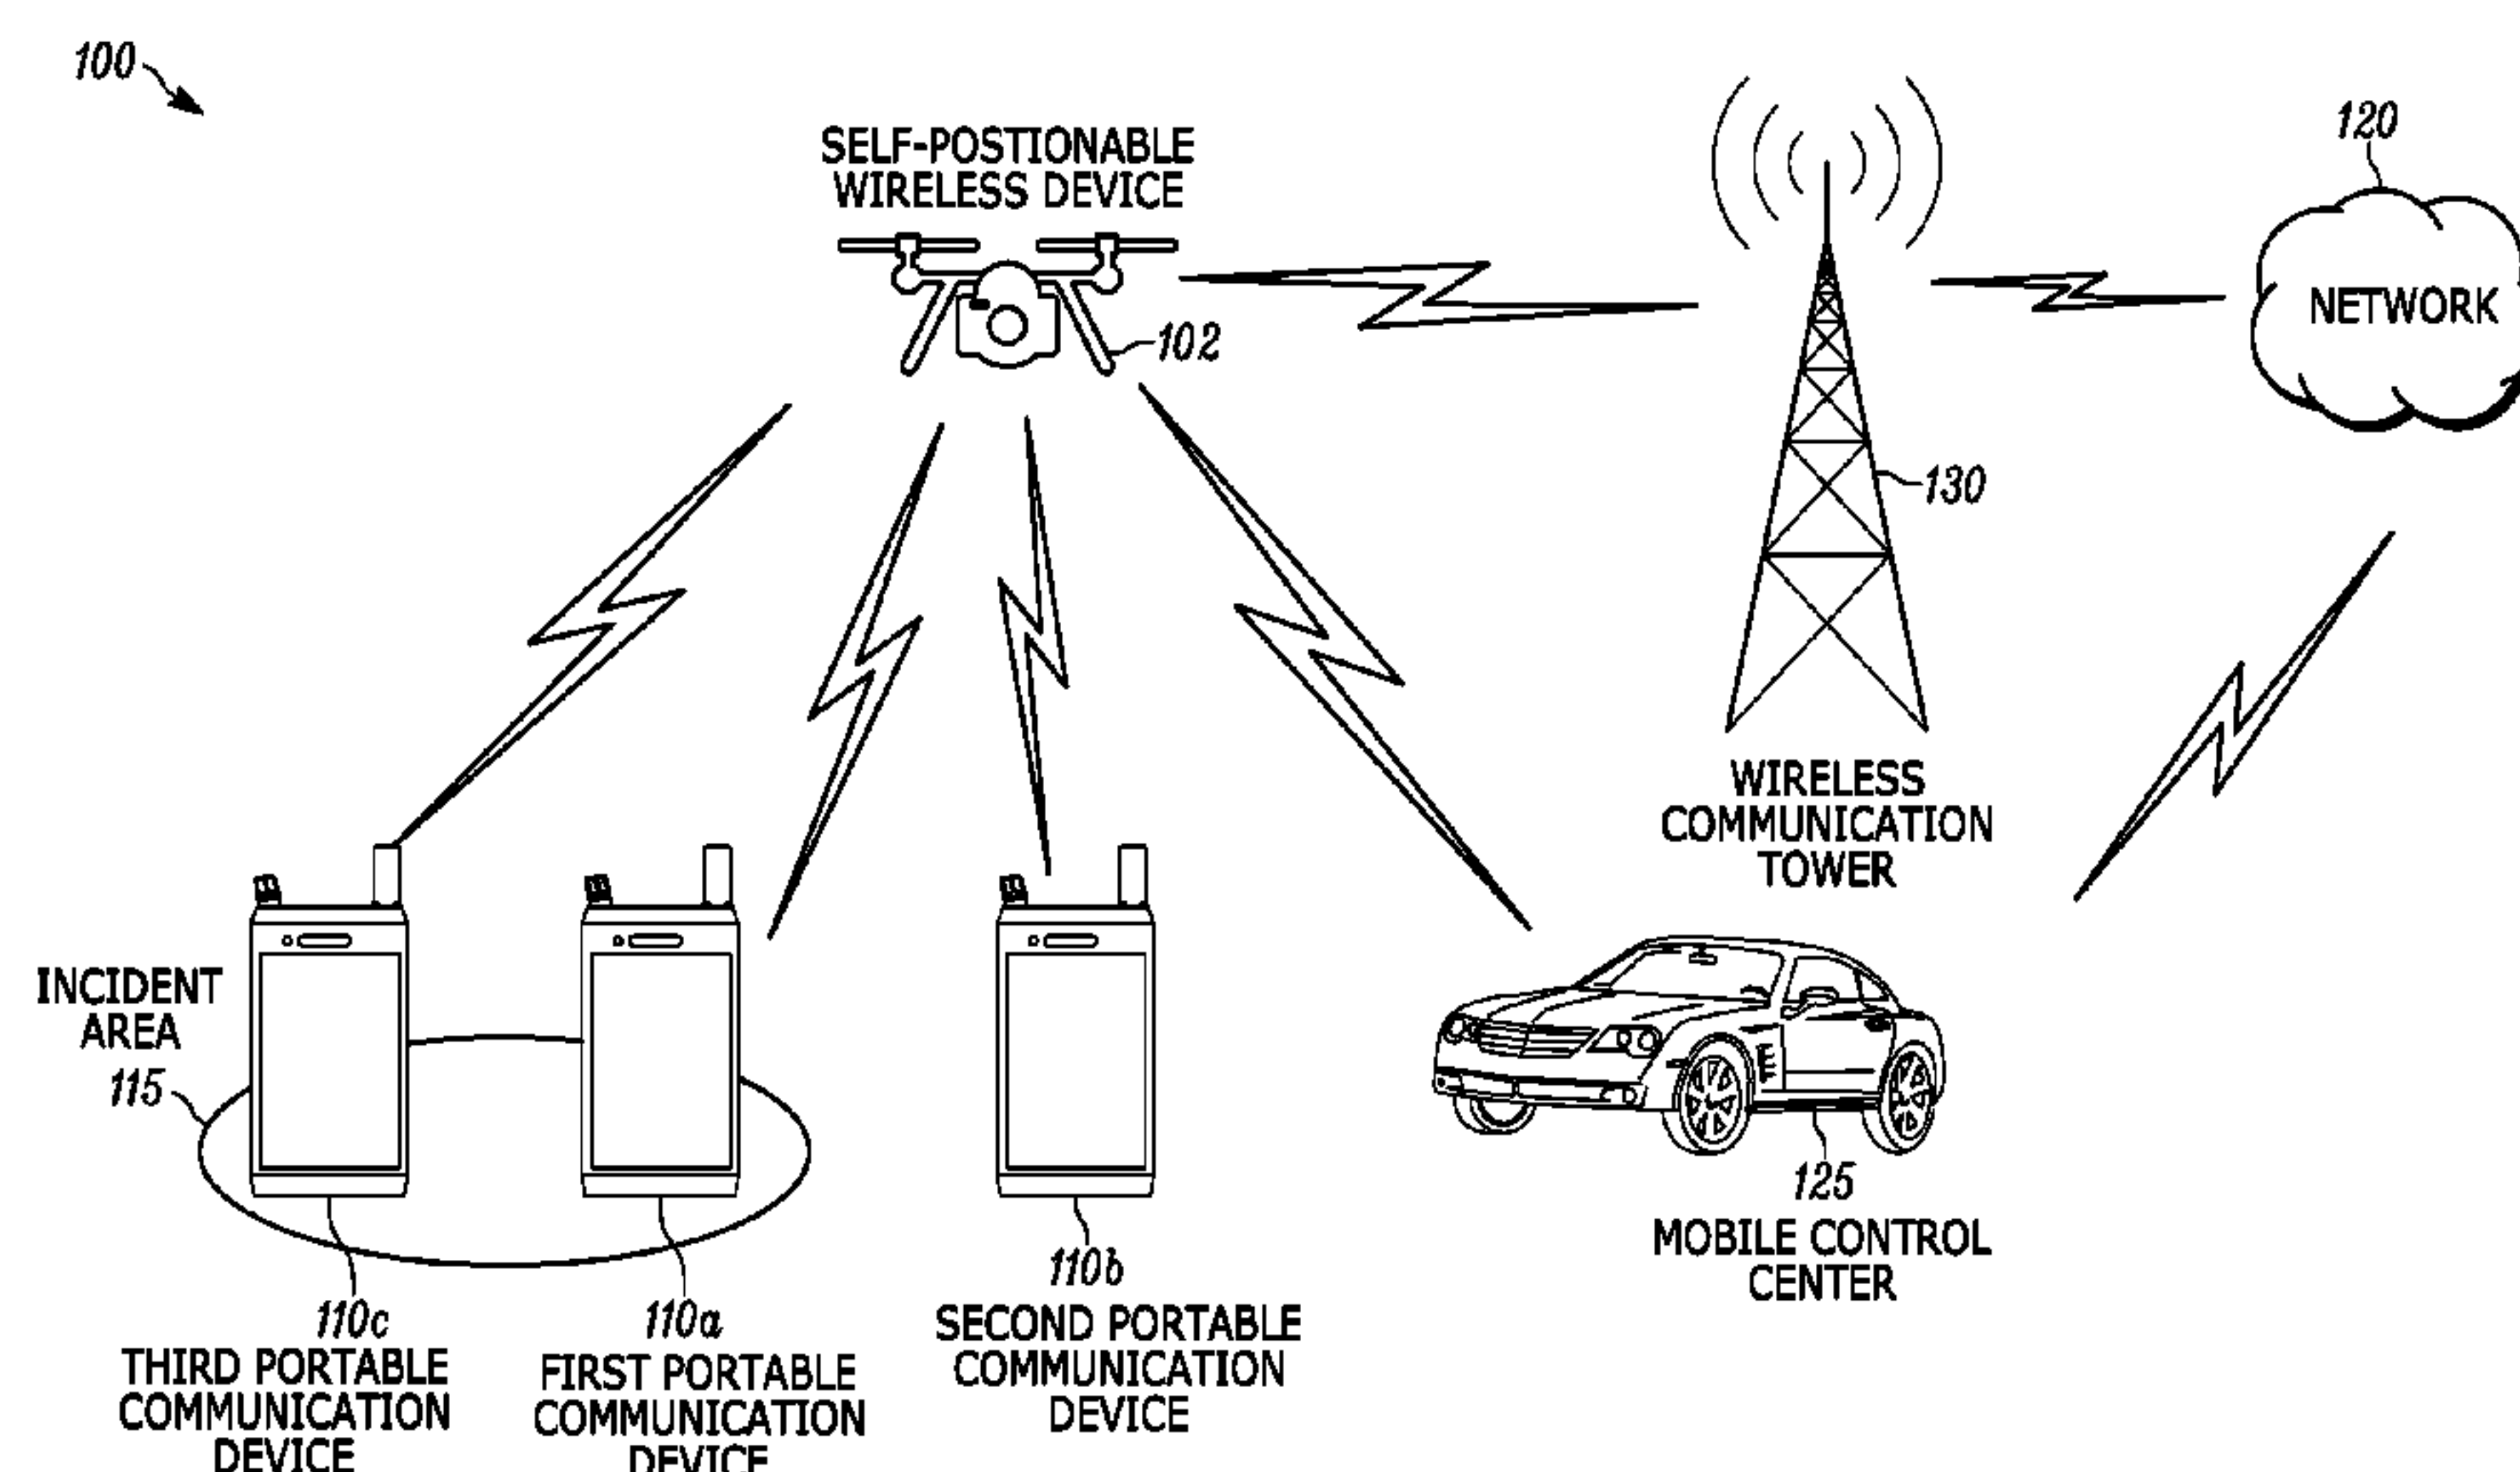 100
SELF-POSTIONABLE
WIRELESS DEVICE
102
120
NETWORK
130
WIRELESS
COMMUNICATION
TOWER
INCIDENT
AREA
115
125
MOBILE CONTROL
CENTER
110c
THIRD PORTABLE
COMMUNICATION
DEVICE
110a
FIRST PORTABLE
COMMUNICATION
DEVICE
110b
SECOND PORTABLE
COMMUNICATION
DEVICE